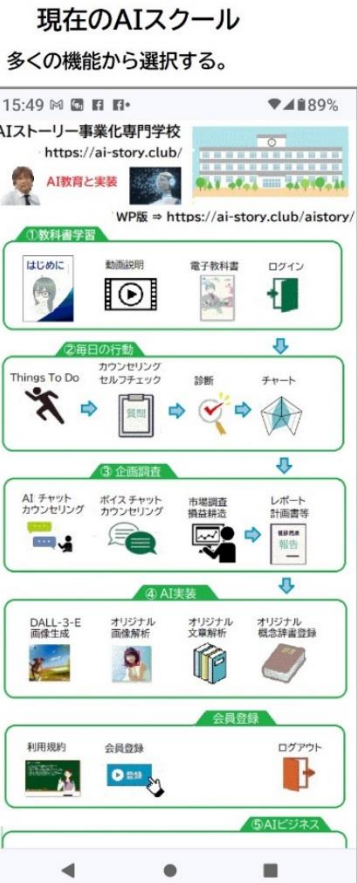 現在のAIスクール
多くの機能から選択する。
15:49
89%
AIストーリー事業化専門学校
https://ai-story.club/
AI教育と実装
WP版 ⇒ https://ai-story.club/aistory/
①教科書学習
はじめに
動画説明
電子教科書
ログイン
②毎日の行動
Things To Do
カウンセリング
セルフチェック
診断
チャート
質問
③ 企画調査
AI チャット
カウンセリング
ボイス チャット
カウンセリング
市場調査
損益構造
レポート
計画書等
報告
④ AI実装
DALL-3-E
画像生成
オリジナル
画像解析
オリジナル
文章解析
オリジナル
概念辞書登録
会員登録
利用規約
会員登録
ログアウト
登録
⑤AIビジネス